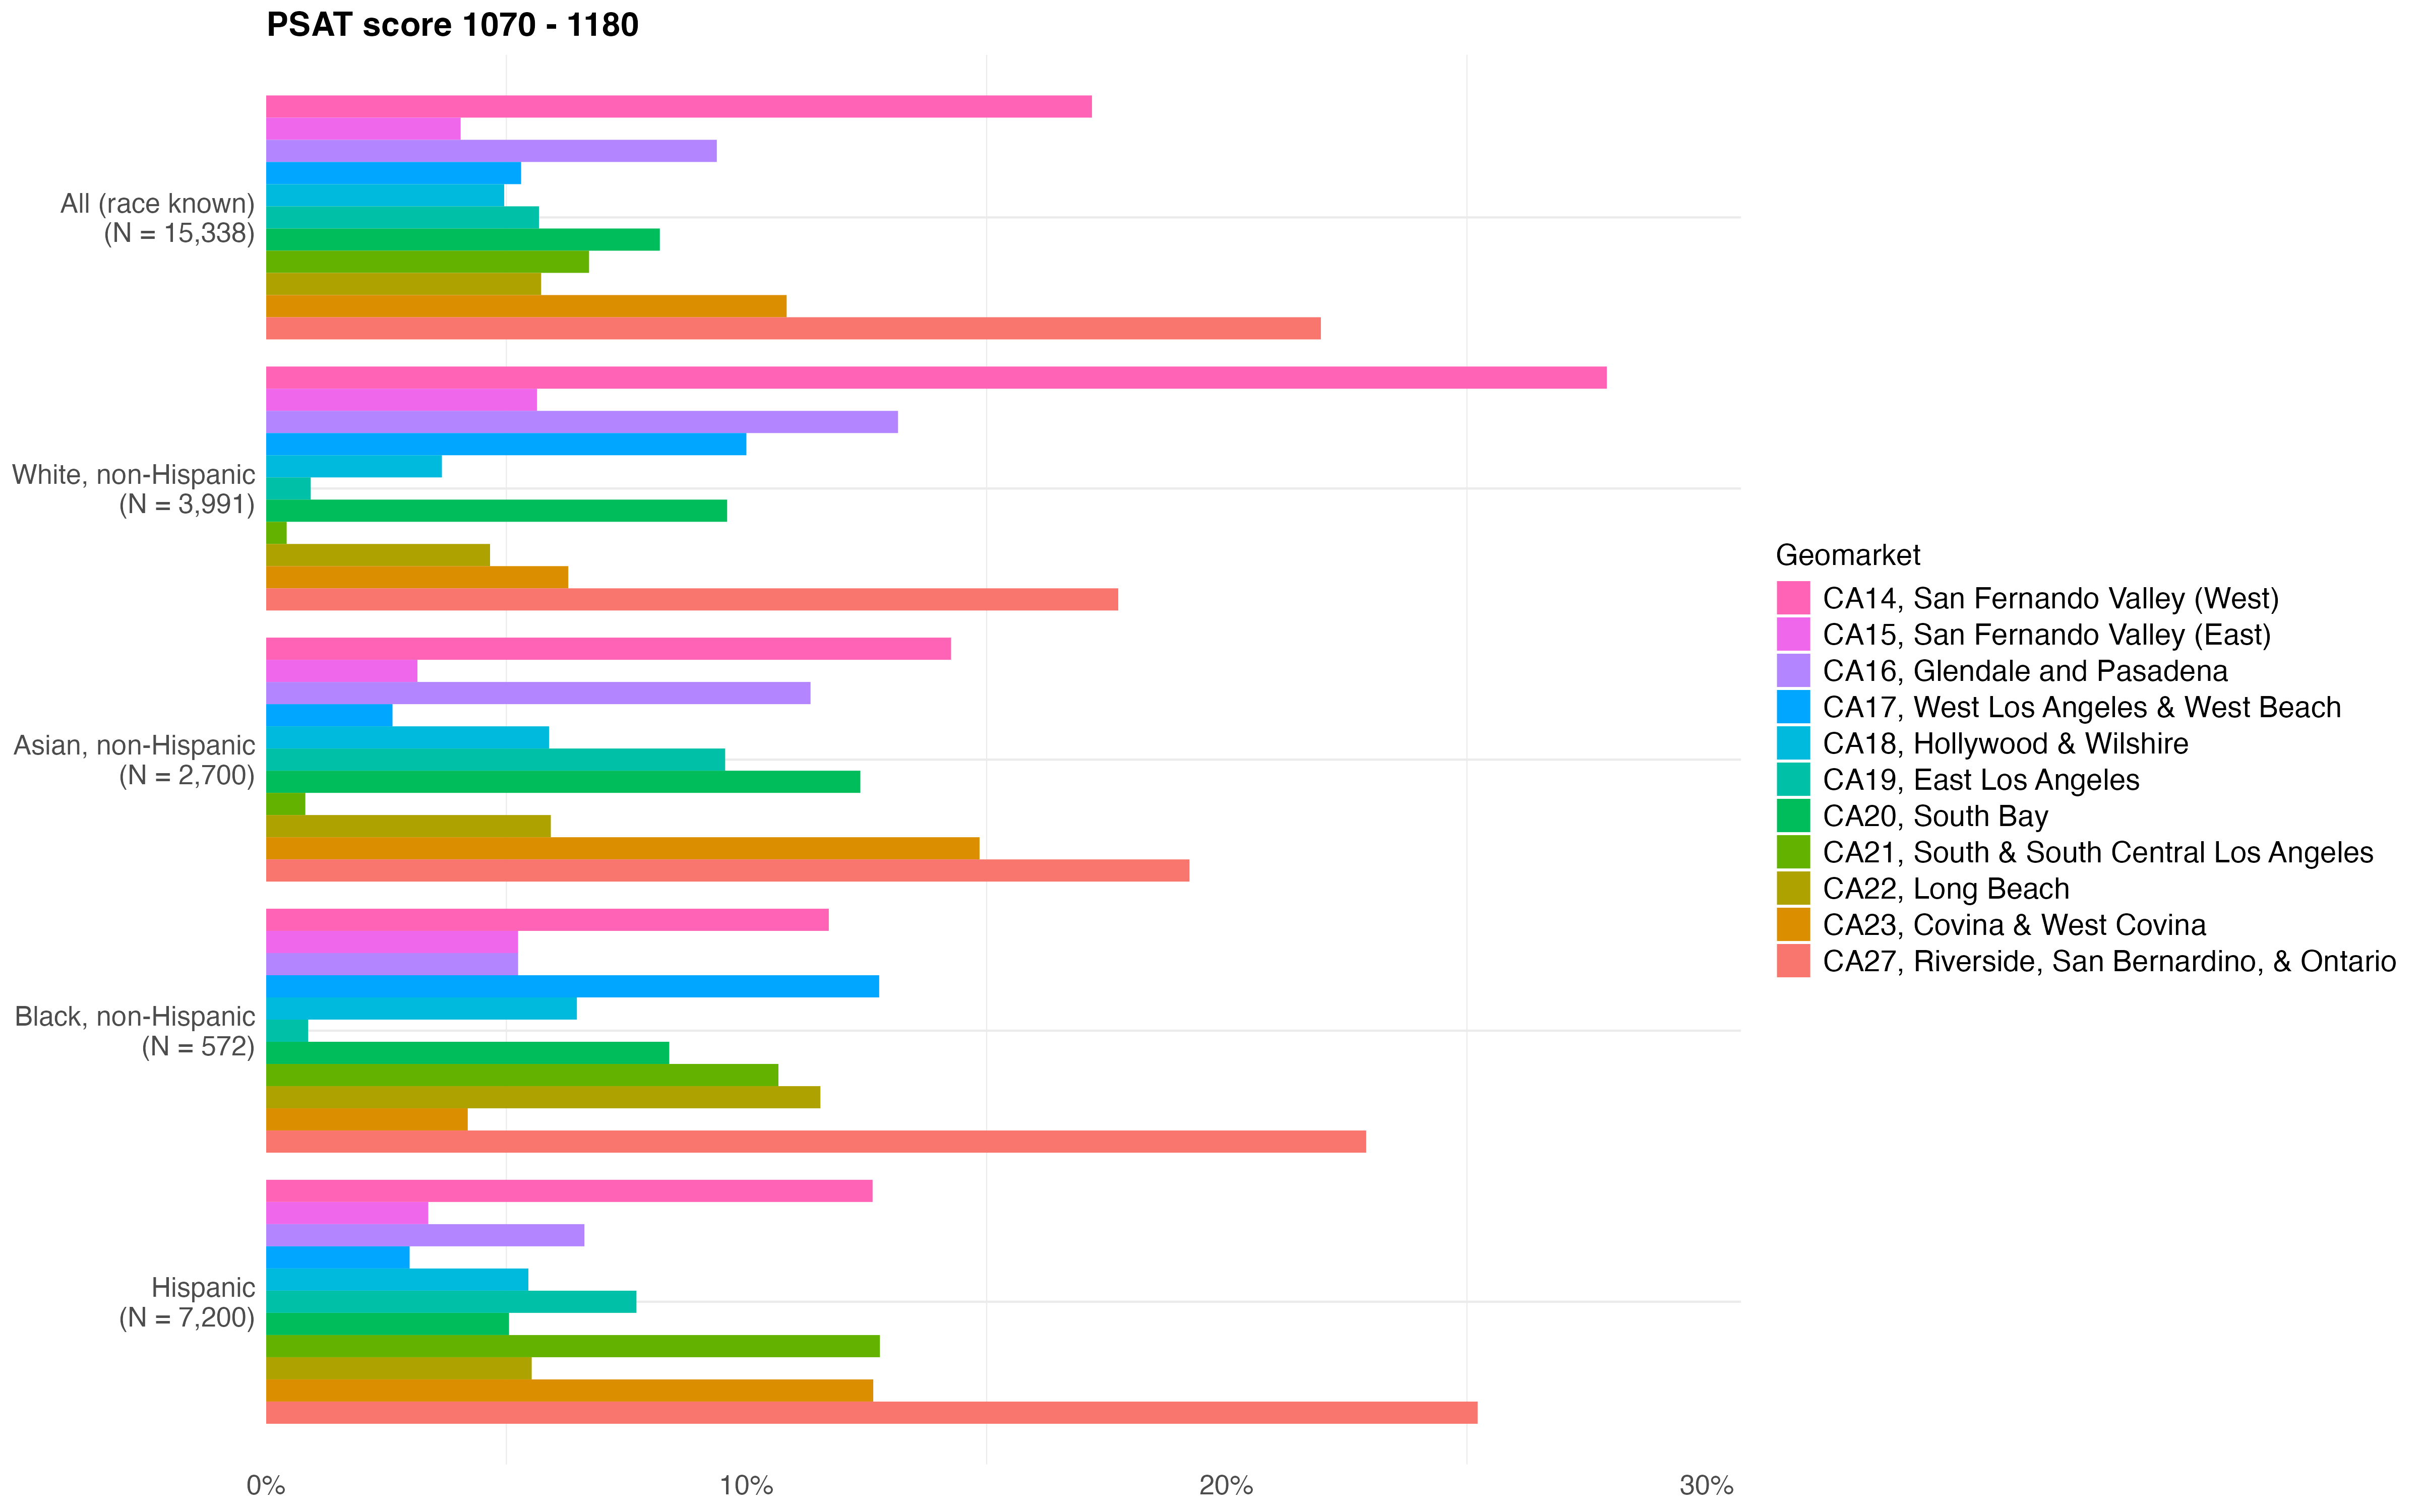 PSAT score 1070 - 1180
All (race known)
(N = 15,338)
White, non-Hispanic
(N = 3,991)
Asian, non-Hispanic
(N = 2,700)
Black, non-Hispanic
(N = 572)
Hispanic
(N = 7,200)
0% 10% 20% 30%
Geomarket
CA14, San Fernando Valley (West)
CA15, San Fernando Valley (East)
CA16, Glendale and Pasadena
CA17, West Los Angeles & West Beach
CA18, Hollywood & Wilshire
CA19, East Los Angeles
CA20, South Bay
CA21, South & South Central Los Angeles
CA22, Long Beach
CA23, Covina & West Covina
CA27, Riverside, San Bernardino, & Ontario